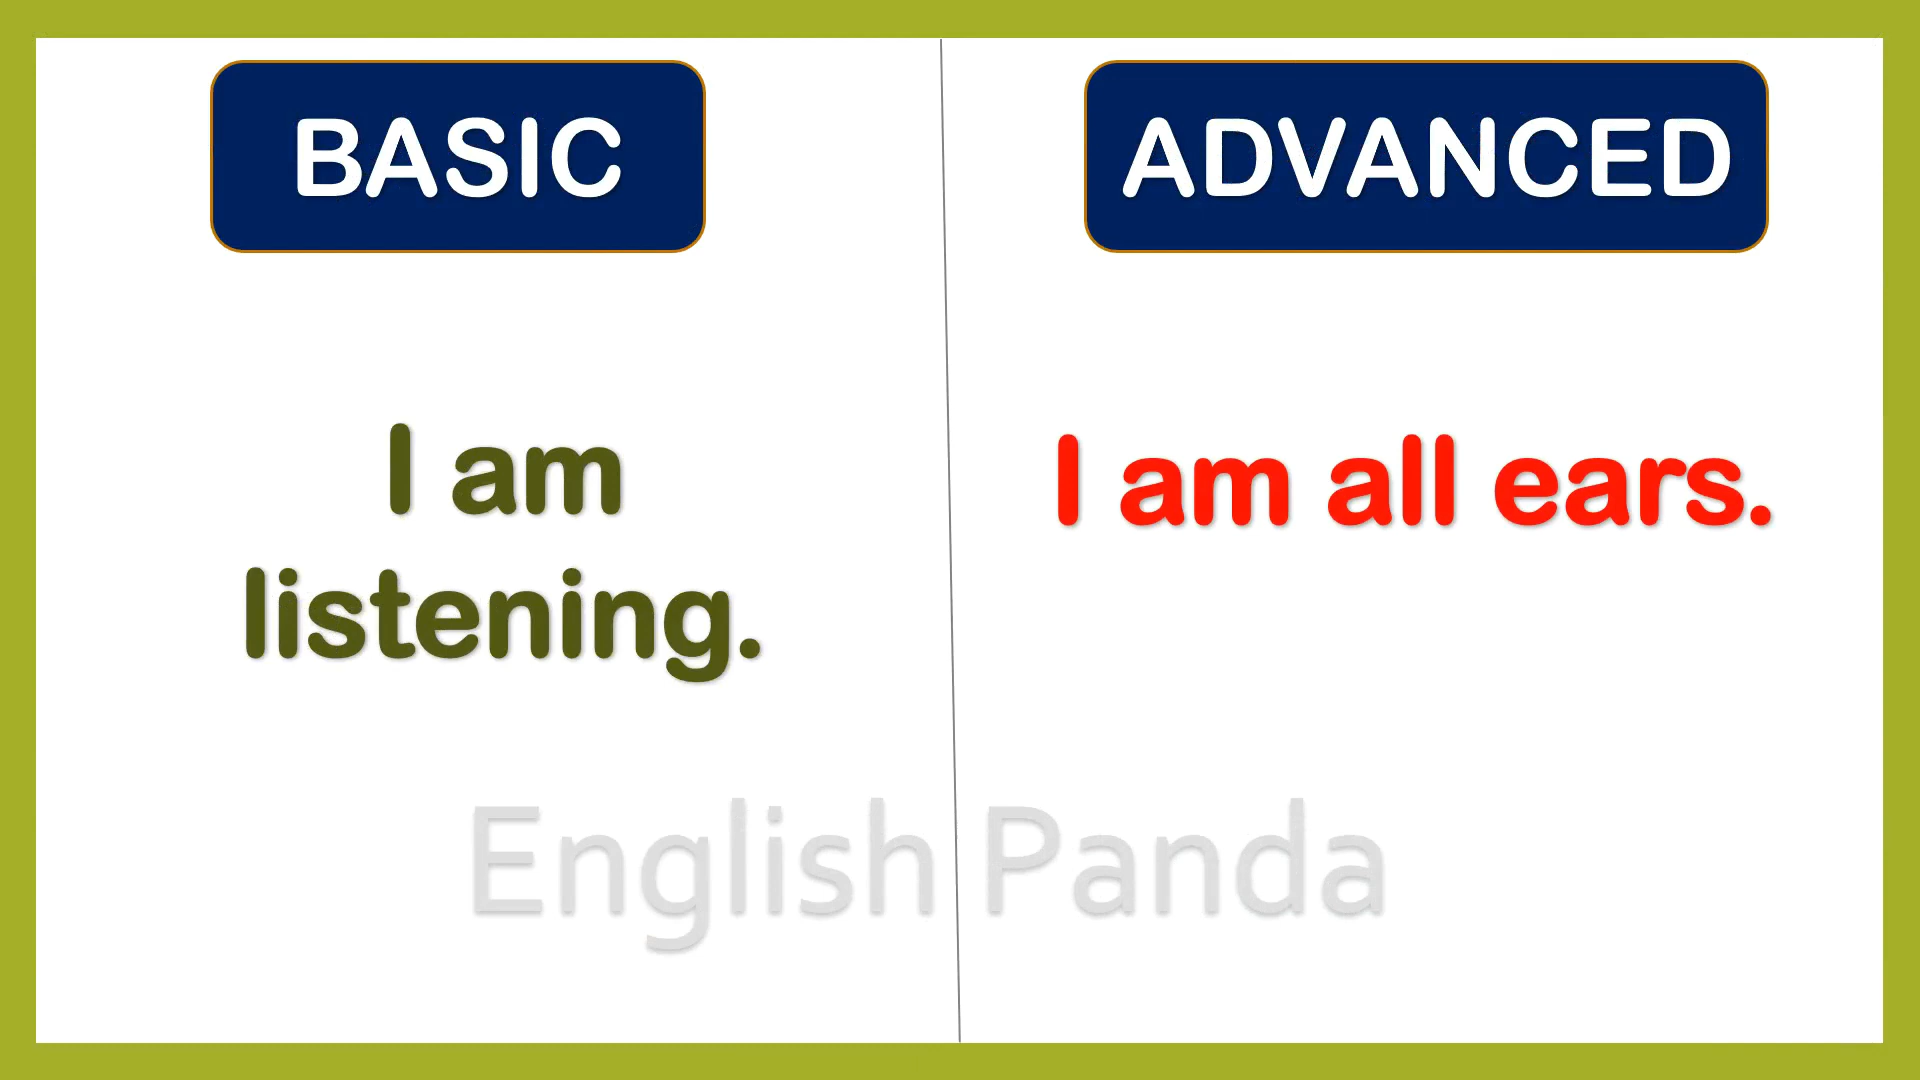 BASIC
I am
listening.
ADVANCED
I am all ears.
English Panda